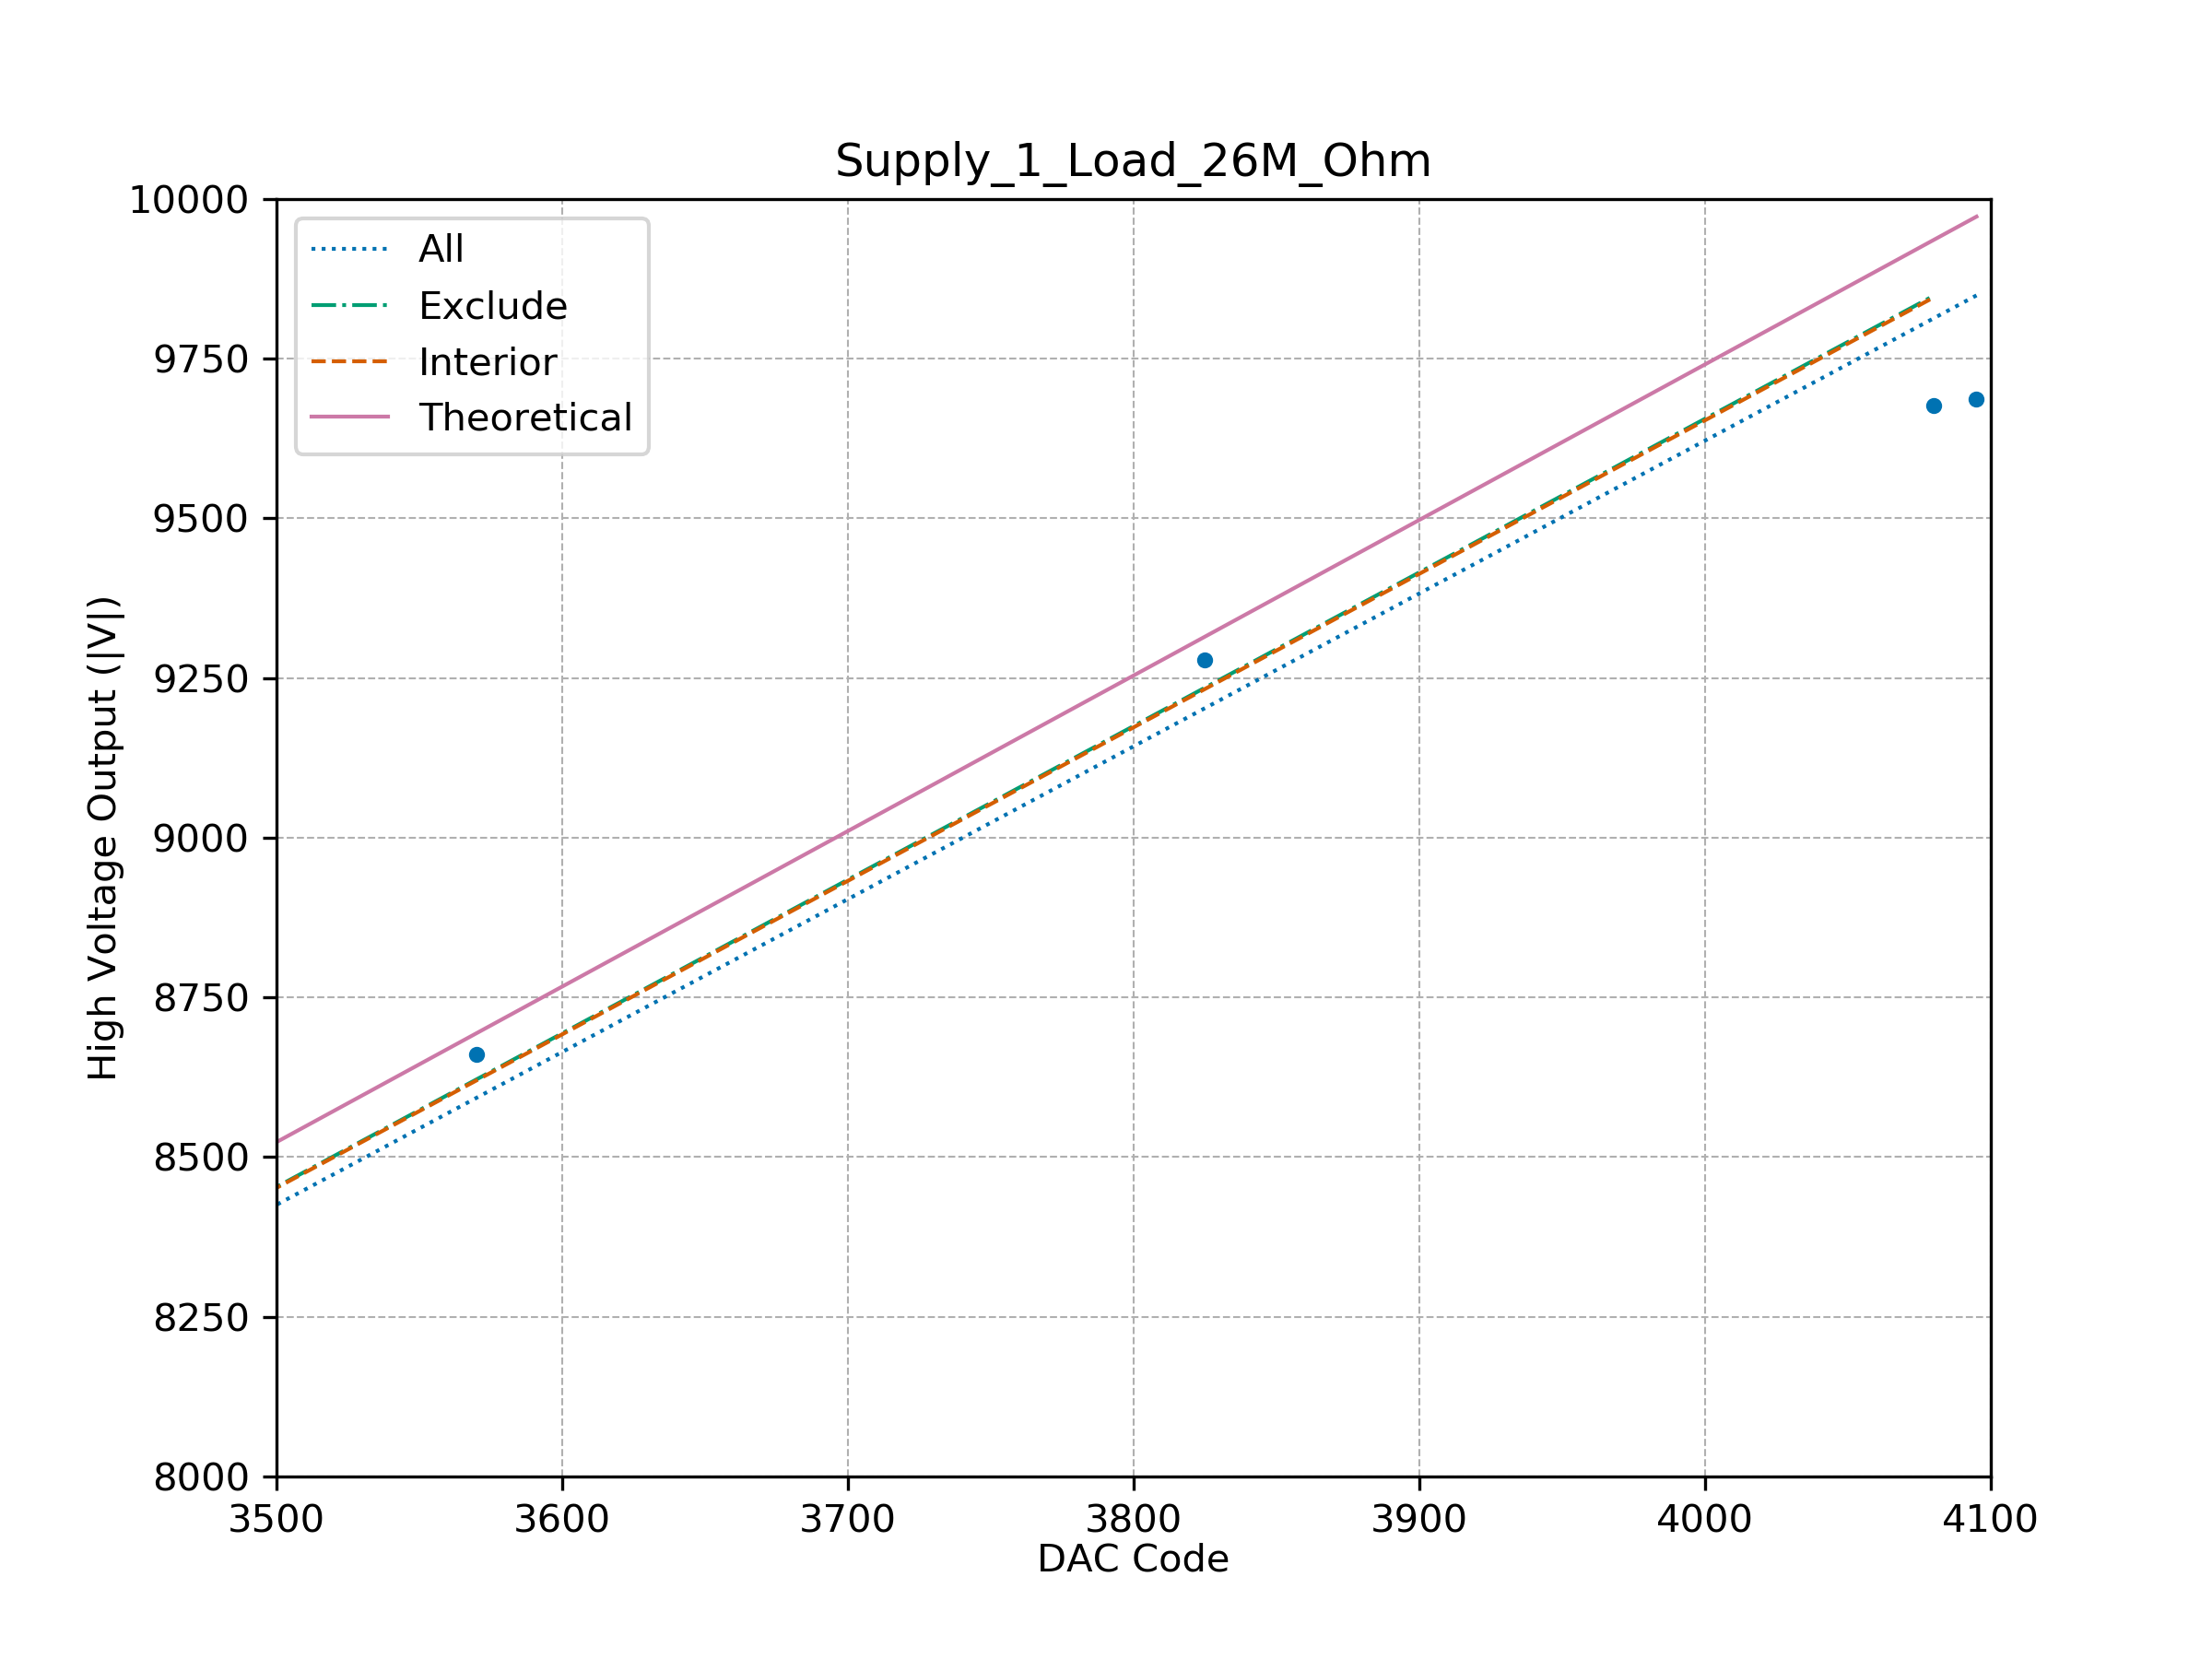 Supply_1_Load_26M_Ohm
All
Exclude
Interior
Theoretical
High Voltage Output (|V|)
10000
9750
9500
9250
9000
8750
8500
8250
8000
3500 3600 3700 3800 3900 4000 4100
DAC Code